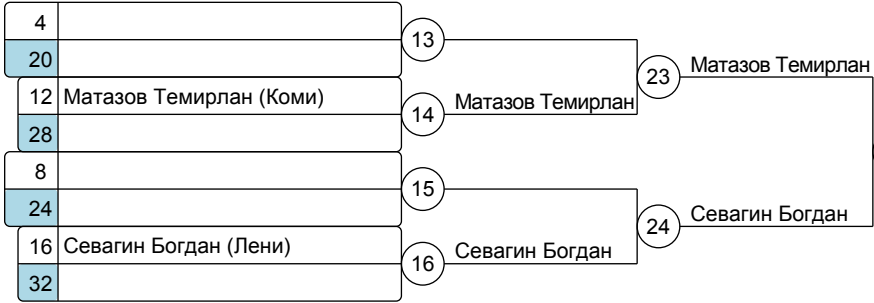 4
13
20
23
Матазов Темирлан
12 Матазов Темирлан (Коми)
14
Матазов Темирлан
28
8
15
24
24
Севагин Богдан
16 Севагин Богдан (Лени)
16
Севагин Богдан
32